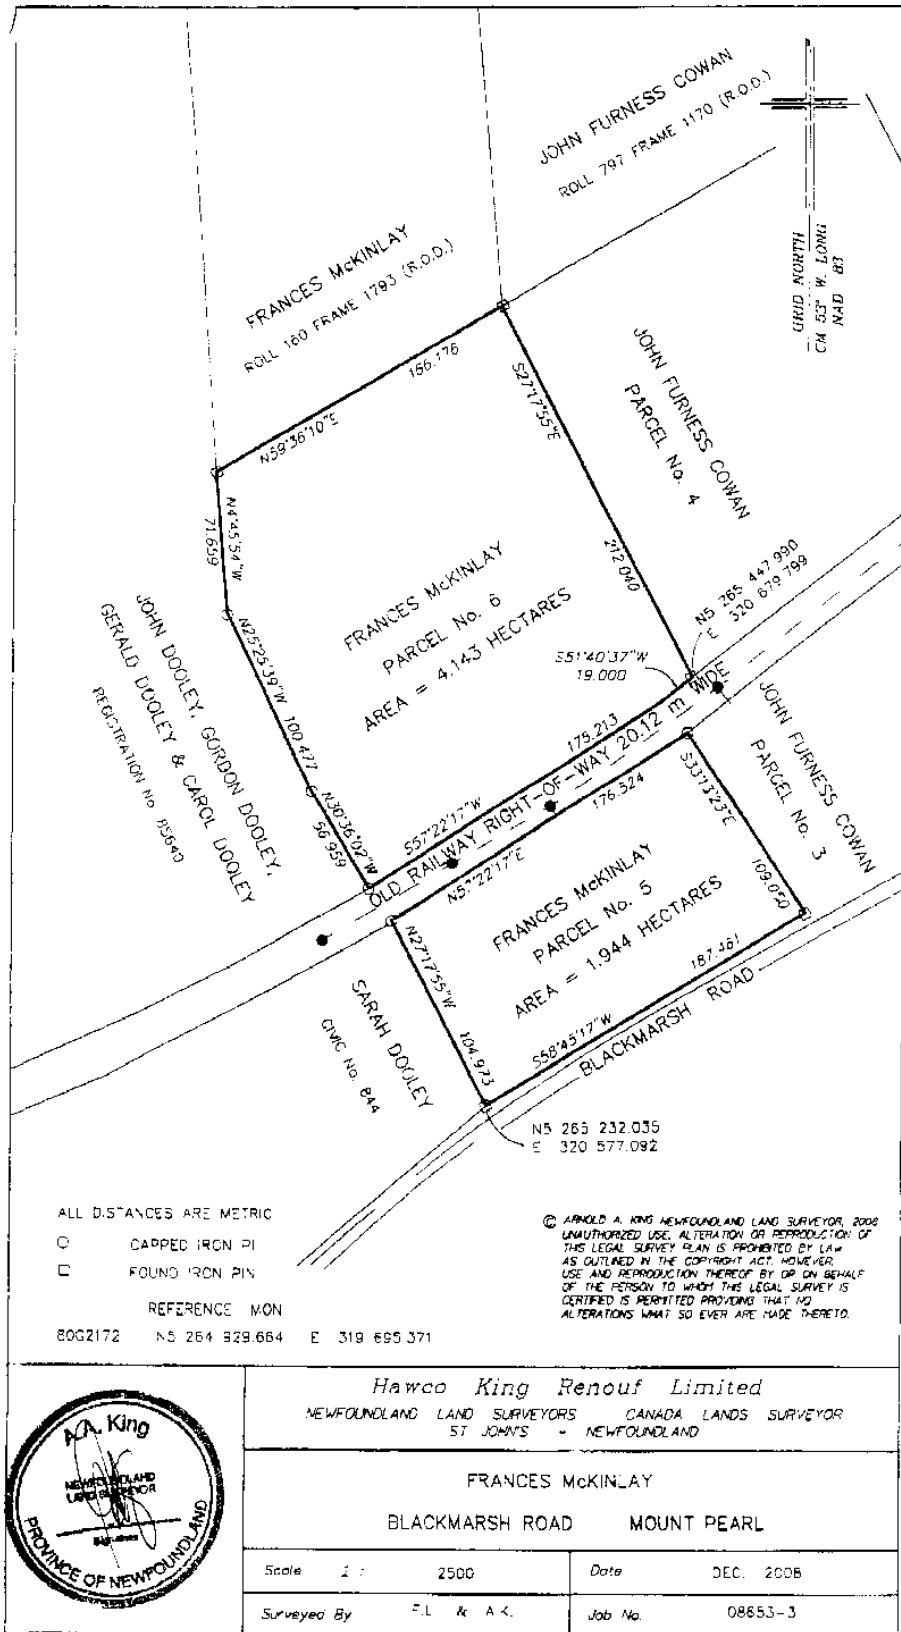 JOHN FURNESS COWAN
ROLL 797 FRAME 1170 (R.O.D.)
GRID NORTH
CM 53° W. LONG
NAD 83
FRANCES McKINLAY
ROLL 160 FRAME 1793 (R.O.D.)
166.176
N59°36'10"E
S27°17'55"E
212.040
JOHN FURNESS COWAN
PARCEL No. 4
N4°45'54"W
71.659
FRANCES McKINLAY
PARCEL No. 6
AREA = 4.143 HECTARES
N5 265 447.990
E 320 679.799
S51°40'37"W
19.000
JOHN DOOLEY, GORDON DOOLEY,
GERALD DOOLEY & CAROL DOOLEY
REGISTRATION No. 85640
N25°25'39"W 100.477
N30°36'02"W
56.959
175.213
S57°22'17"W
OLD RAILWAY RIGHT-OF-WAY 20.12 m WIDE
176.324
N57°22'17"E
JOHN FURNESS COWAN
PARCEL No. 3
S33°13'23"E
109.050
FRANCES McKINLAY
PARCEL No. 5
AREA = 1.944 HECTARES
187.461
S58°45'17"W
BLACKMARSH ROAD
N27°17'55"W
104.973
SARAH DOOLEY
CIVIC No. 844
N5 265 232.035
E 320 577.092
ALL DISTANCES ARE METRIC
CAPPED IRON PI
FOUND IRON PIN
REFERENCE MON
80G2172 N5 264 929.664 E 319 695.371
© ARNOLD A. KING NEWFOUNDLAND LAND SURVEYOR, 2008
UNAUTHORIZED USE, ALTERATION OR REPRODUCTION OF
THIS LEGAL SURVEY PLAN IS PROHIBITED BY LAW
AS OUTLINED IN THE COPYRIGHT ACT. HOWEVER,
USE AND REPRODUCTION THEREOF BY OR ON BEHALF
OF THE PERSON TO WHOM THIS LEGAL SURVEY IS
CERTIFIED IS PERMITTED PROVIDING THAT NO
ALTERATIONS WHAT SO EVER ARE MADE THERETO.
A.A. King
NEWFOUNDLAND
LAND SURVEYOR
Signature
PROVINCE OF NEWFOUNDLAND
Hawco King Renouf Limited
NEWFOUNDLAND LAND SURVEYORS CANADA LANDS SURVEYOR
ST JOHN'S - NEWFOUNDLAND
FRANCES McKINLAY
BLACKMARSH ROAD MOUNT PEARL
Scale 1 : 2500
Date DEC. 2008
Surveyed By F.L. & A.K.
Job No. 08653-3